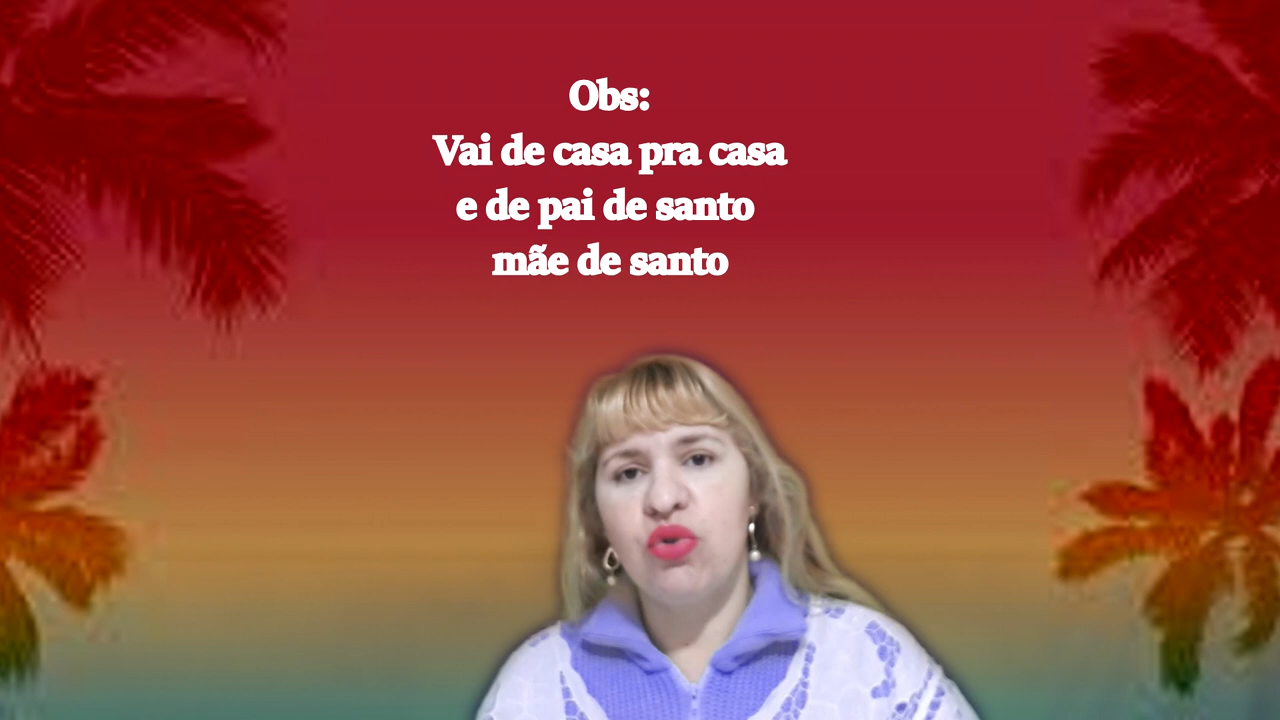 Obs:
Vai de casa pra casa
e de pai de santo
mãe de santo